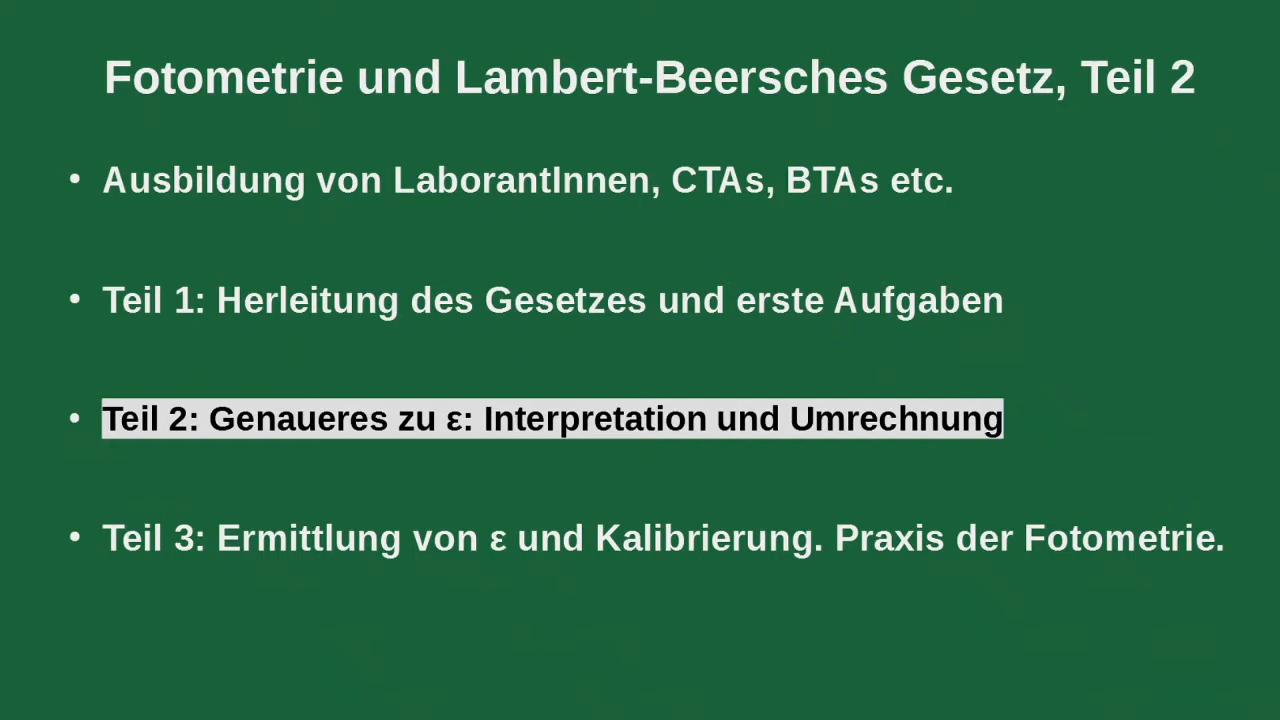 Fotometrie und Lambert-Beersches Gesetz, Teil 2
• Ausbildung von LaborantInnen, CTAs, BTAs etc.
• Teil 1: Herleitung des Gesetzes und erste Aufgaben
• Teil 2: Genaueres zu ε: Interpretation und Umrechnung
• Teil 3: Ermittlung von ε und Kalibrierung. Praxis der Fotometrie.